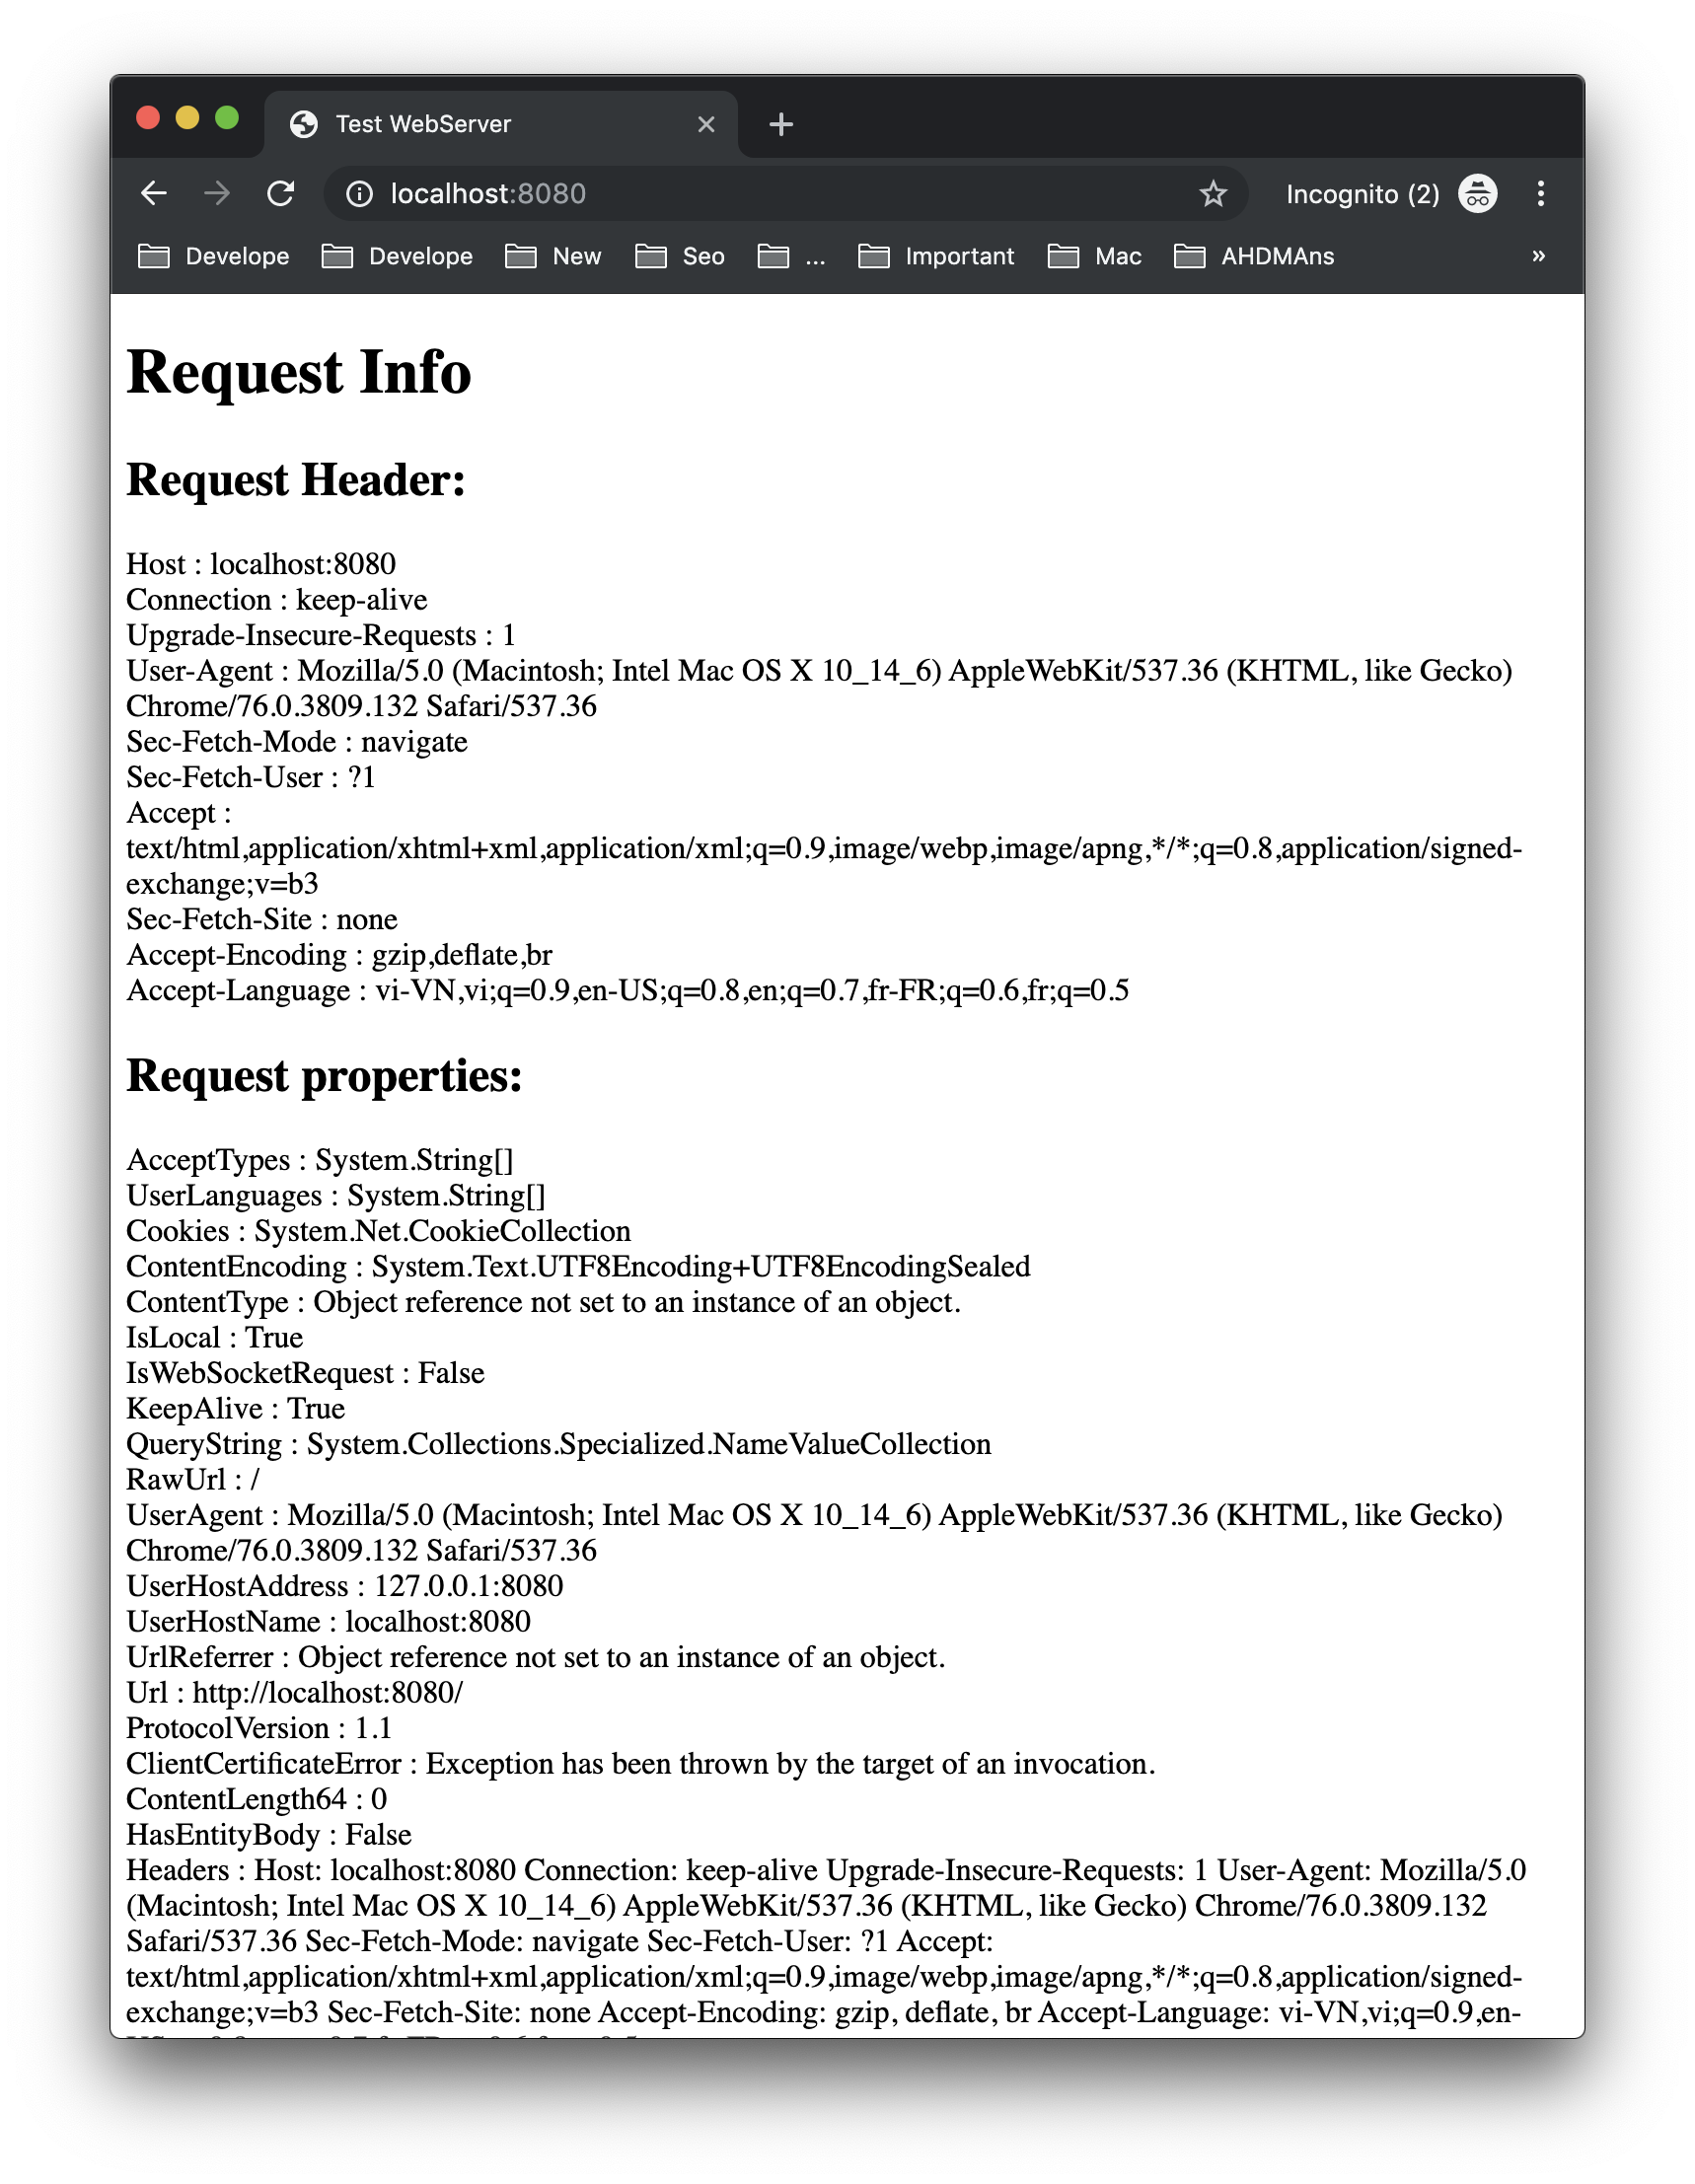 Test WebServer
localhost:8080
Incognito (2)
Develope
Develope
New
Seo
...
Important
Mac
AHDMAns
»
Request Info
Request Header:
Host : localhost:8080
Connection : keep-alive
Upgrade-Insecure-Requests : 1
User-Agent : Mozilla/5.0 (Macintosh; Intel Mac OS X 10_14_6) AppleWebKit/537.36 (KHTML, like Gecko)
Chrome/76.0.3809.132 Safari/537.36
Sec-Fetch-Mode : navigate
Sec-Fetch-User : ?1
Accept :
text/html,application/xhtml+xml,application/xml;q=0.9,image/webp,image/apng,*/*;q=0.8,application/signed-
exchange;v=b3
Sec-Fetch-Site : none
Accept-Encoding : gzip,deflate,br
Accept-Language : vi-VN,vi;q=0.9,en-US;q=0.8,en;q=0.7,fr-FR;q=0.6,fr;q=0.5
Request properties:
AcceptTypes : System.String[]
UserLanguages : System.String[]
Cookies : System.Net.CookieCollection
ContentEncoding : System.Text.UTF8Encoding+UTF8EncodingSealed
ContentType : Object reference not set to an instance of an object.
IsLocal : True
IsWebSocketRequest : False
KeepAlive : True
QueryString : System.Collections.Specialized.NameValueCollection
RawUrl : /
UserAgent : Mozilla/5.0 (Macintosh; Intel Mac OS X 10_14_6) AppleWebKit/537.36 (KHTML, like Gecko)
Chrome/76.0.3809.132 Safari/537.36
UserHostAddress : 127.0.0.1:8080
UserHostName : localhost:8080
UrlReferrer : Object reference not set to an instance of an object.
Url : http://localhost:8080/
ProtocolVersion : 1.1
ClientCertificateError : Exception has been thrown by the target of an invocation.
ContentLength64 : 0
HasEntityBody : False
Headers : Host: localhost:8080 Connection: keep-alive Upgrade-Insecure-Requests: 1 User-Agent: Mozilla/5.0
(Macintosh; Intel Mac OS X 10_14_6) AppleWebKit/537.36 (KHTML, like Gecko) Chrome/76.0.3809.132
Safari/537.36 Sec-Fetch-Mode: navigate Sec-Fetch-User: ?1 Accept:
text/html,application/xhtml+xml,application/xml;q=0.9,image/webp,image/apng,*/*;q=0.8,application/signed-
exchange;v=b3 Sec-Fetch-Site: none Accept-Encoding: gzip, deflate, br Accept-Language: vi-VN,vi;q=0.9,en-